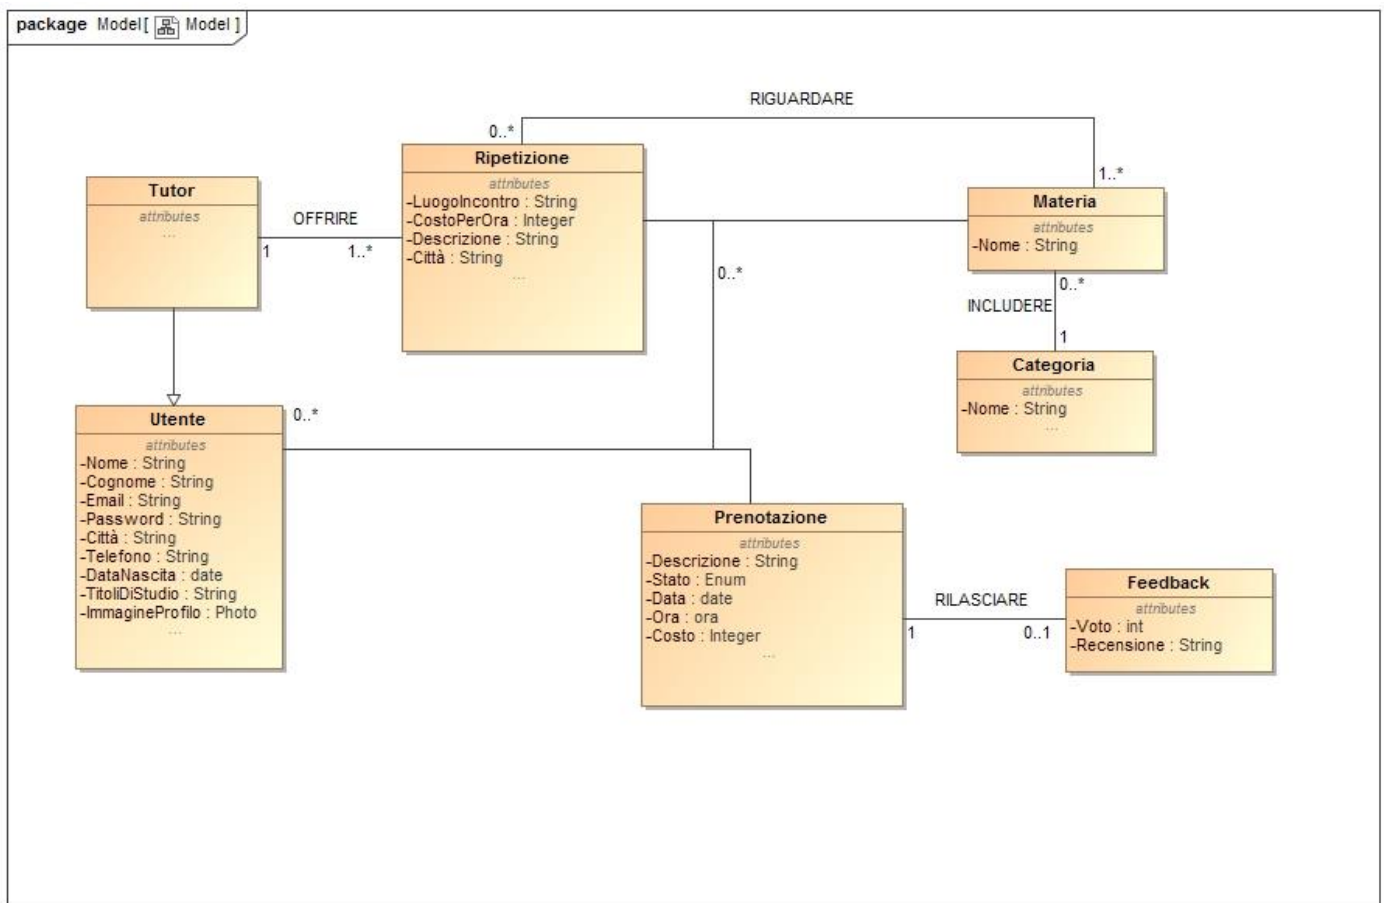 package Model[ Model ]
RIGUARDARE
0..*
1..*
Ripetizione
attributes
-LuogoIncontro : String
-CostoPerOra : Integer
-Descrizione : String
-Città : String
...
Tutor
attributes
...
OFFRIRE
1
1..*
Materia
attributes
-Nome : String
0..*
0..*
INCLUDERE
1
Categoria
attributes
-Nome : String
...
Utente
attributes
-Nome : String
-Cognome : String
-Email : String
-Password : String
-Città : String
-Telefono : String
-DataNascita : date
-TitoliDiStudio : String
-ImmagineProfilo : Photo
...
0..*
Prenotazione
attributes
-Descrizione : String
-Stato : Enum
-Data : date
-Ora : ora
-Costo : Integer
...
RILASCIARE
1
0..1
Feedback
attributes
-Voto : int
-Recensione : String